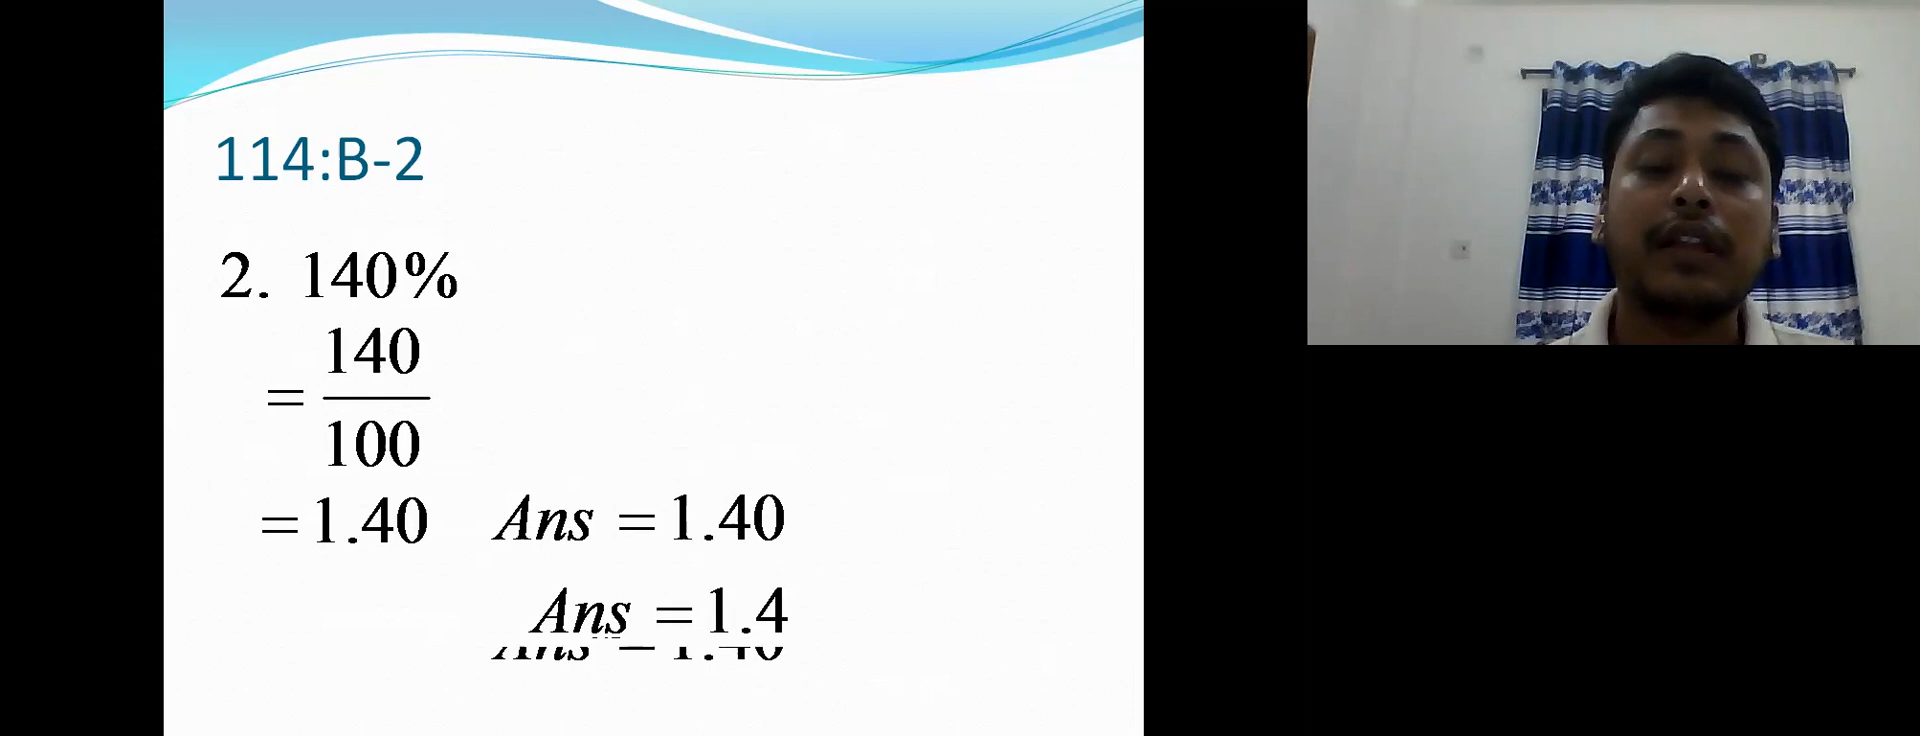 114:B-2
2. 140%
= 140
100
= 1.40 Ans = 1.40
Ans = 1.4